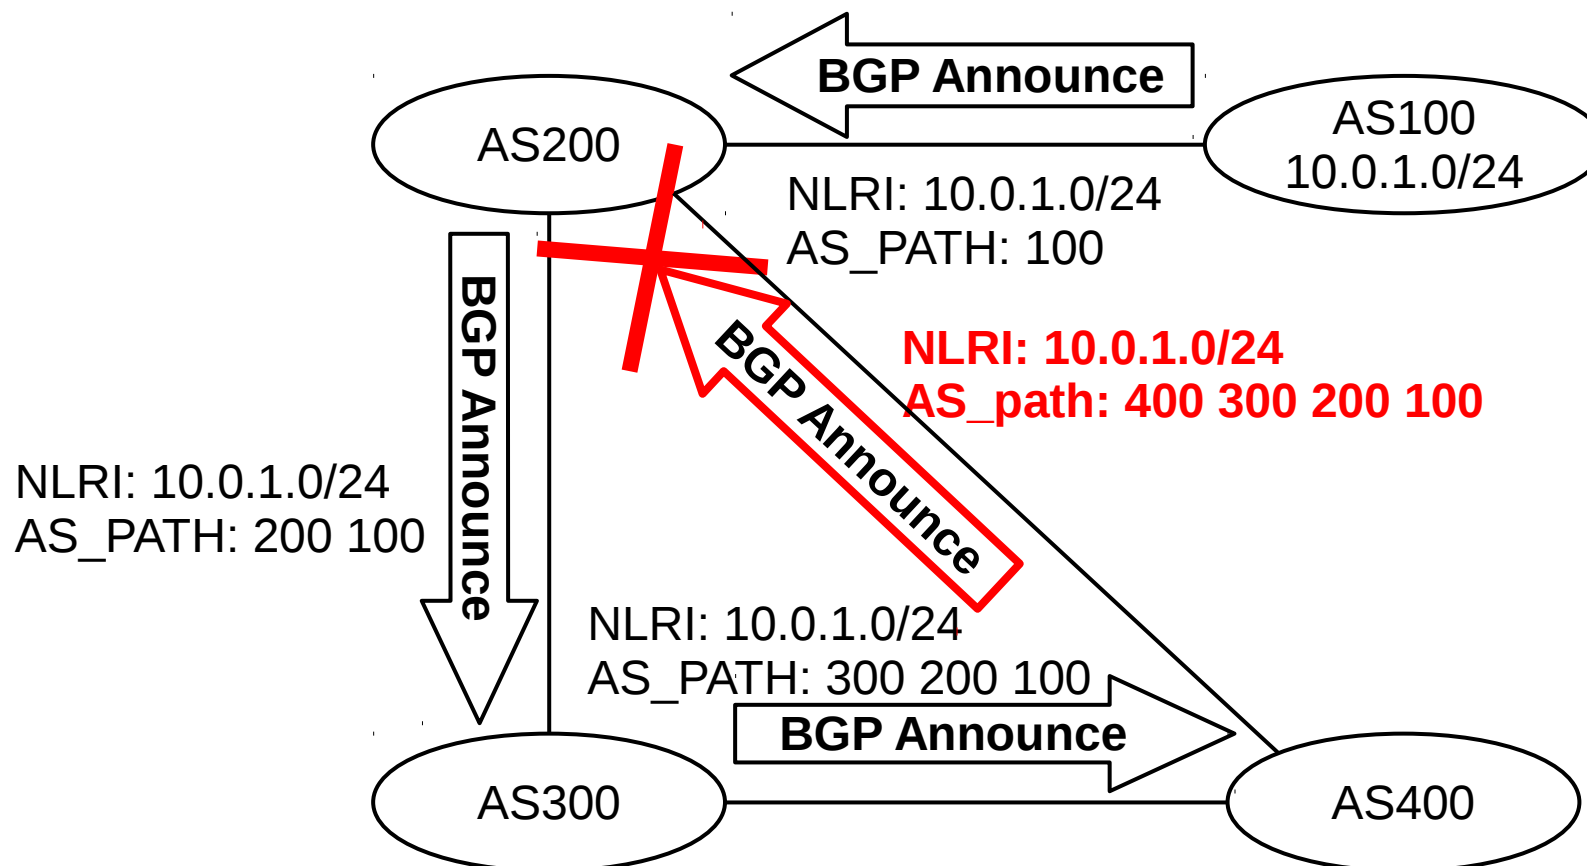 BGP Announce
AS200
AS100
10.0.1.0/24
NLRI: 10.0.1.0/24
AS_PATH: 100
BGP Announce
NLRI: 10.0.1.0/24
AS_path: 400 300 200 100
BGP Announce
NLRI: 10.0.1.0/24
AS_PATH: 200 100
NLRI: 10.0.1.0/24
AS_PATH: 300 200 100
BGP Announce
AS300
AS400